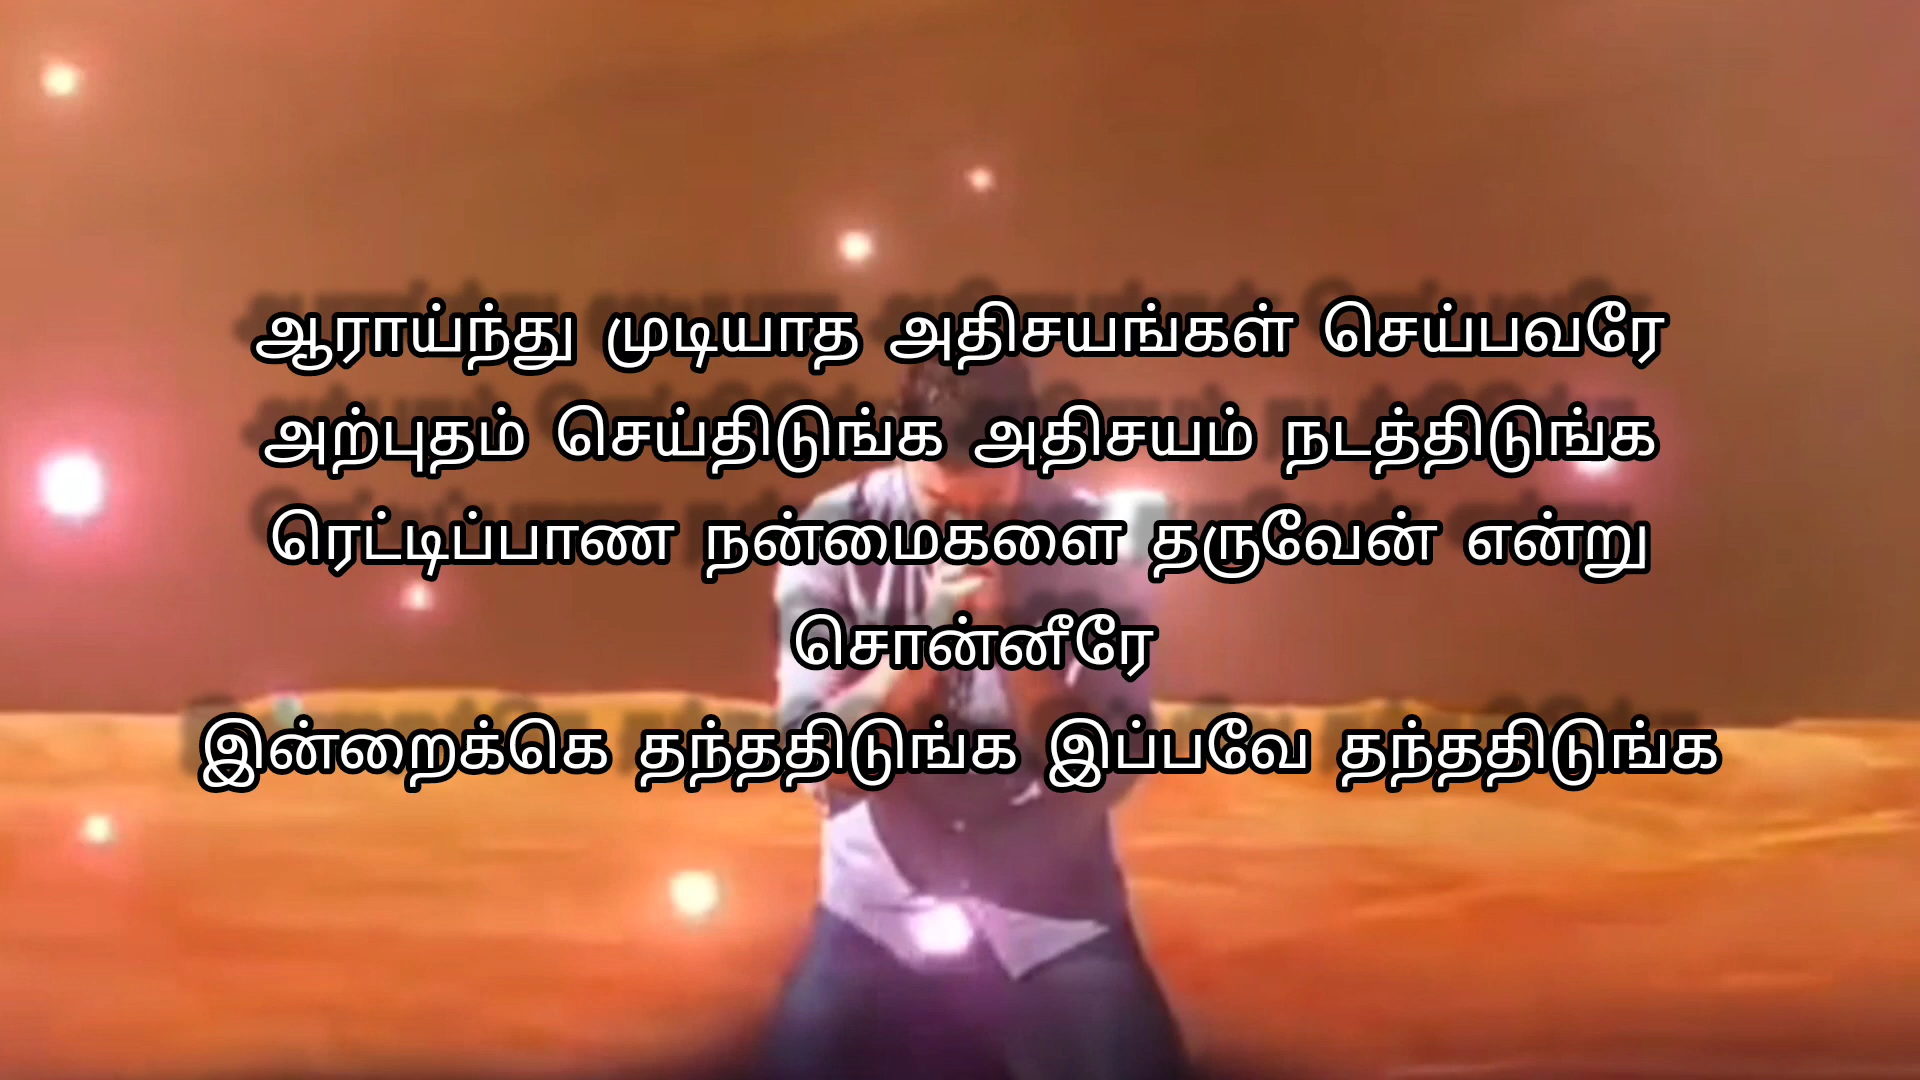 ஆராய்ந்து முடியாத அதிசயங்கள் செய்பவரே
அற்புதம் செய்திடுங்க அதிசயம் நடத்திடுங்க
ரெட்டிப்பாண நன்மைகளை தருவேன் என்று
சொன்னீரே
இன்றைக்கெ தந்ததிடுங்க இப்பவே தந்ததிடுங்க